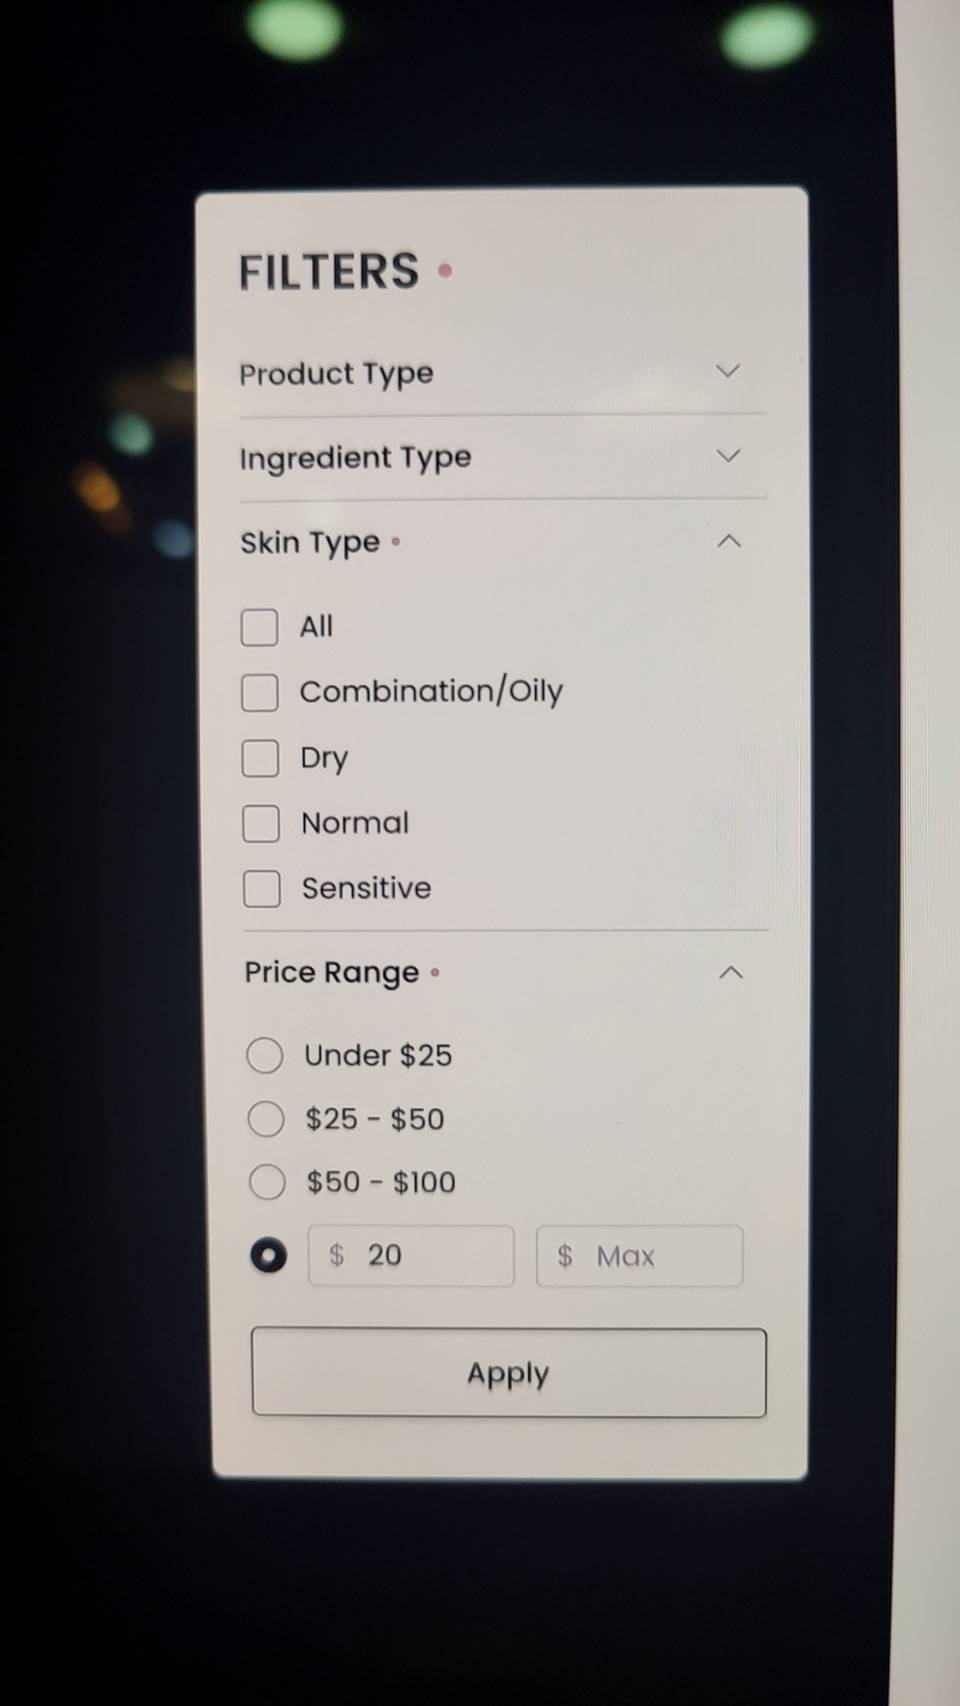 FILTERS
Product Type
Ingredient Type
Skin Type
All
Combination/Oily
Dry
Normal
Sensitive
Price Range
Under $25
$25 - $50
$50 - $100
$ 20 $ Max
Apply